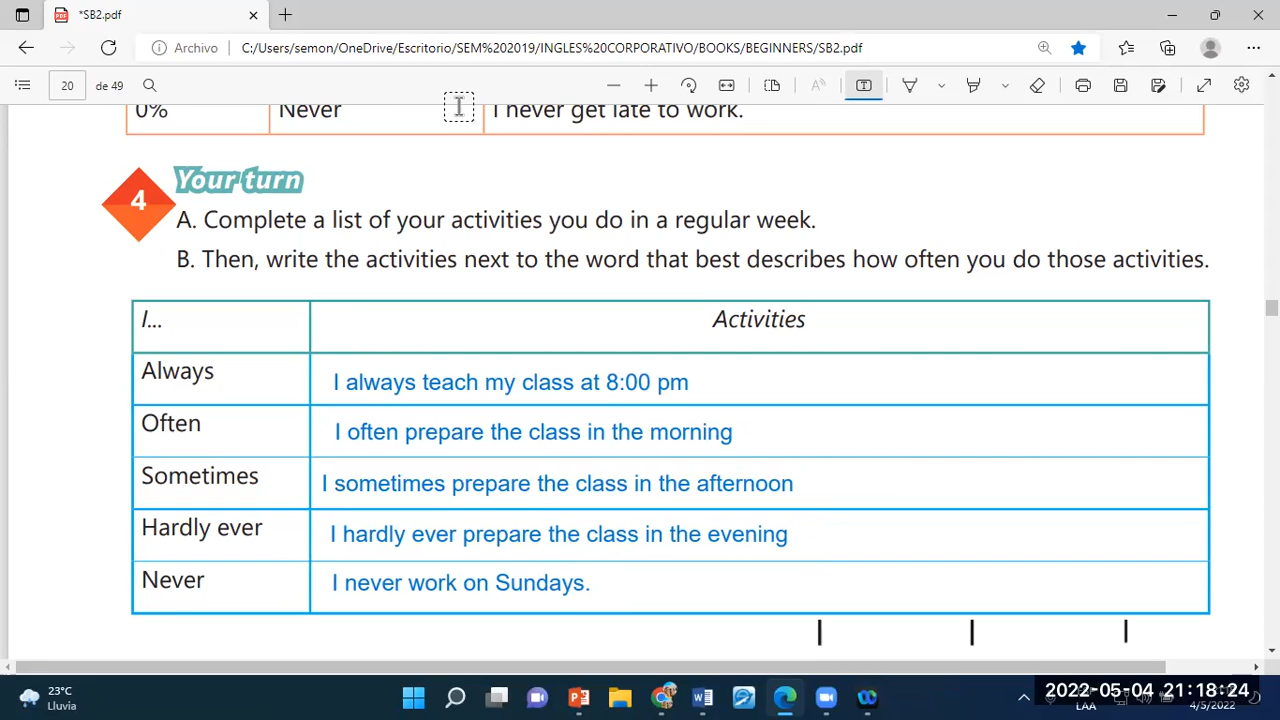 *SB2.pdf
Archivo C:/Users/semon/OneDrive/Escritorio/SEM%202019/INGLES%20CORPORATIVO/BOOKS/BEGINNERS/SB2.pdf
20 de 49
0% Never I never get late to work.
4 Your turn
A. Complete a list of your activities you do in a regular week.
B. Then, write the activities next to the word that best describes how often you do those activities.
I... Activities
Always I always teach my class at 8:00 pm
Often I often prepare the class in the morning
Sometimes I sometimes prepare the class in the afternoon
Hardly ever I hardly ever prepare the class in the evening
Never I never work on Sundays.
23°C
Lluvia
2022-05-04 21:18:24
LAA 4/5/2022